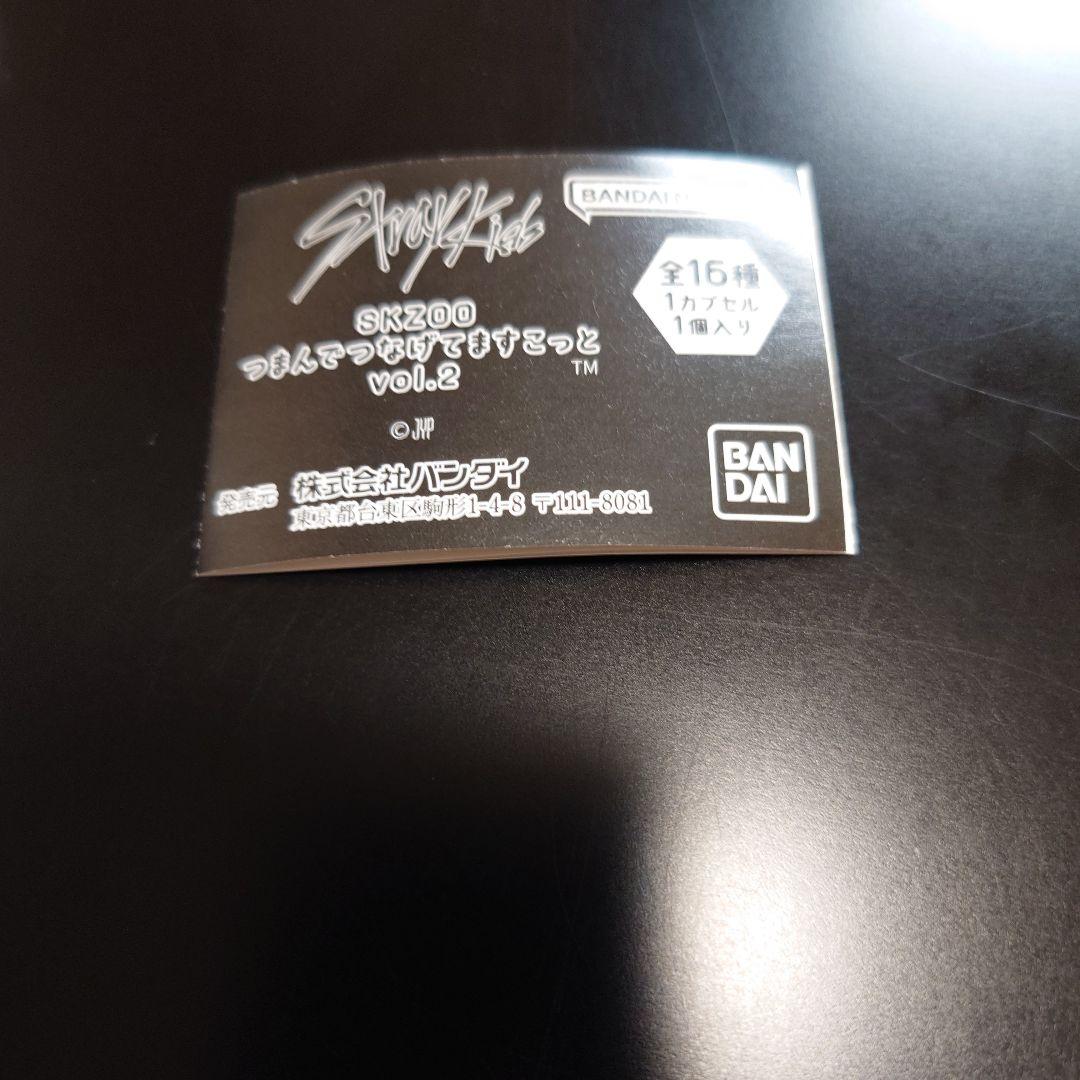 Stray Kids
BANDAI
全16種
1カプセル
1個入り
SKZOO
つまんでつなげてますこっと
vol.2
TM
©JYP
発売元 株式会社バンダイ
東京都台東区駒形1-4-8 〒111-8081
BAN
DAI